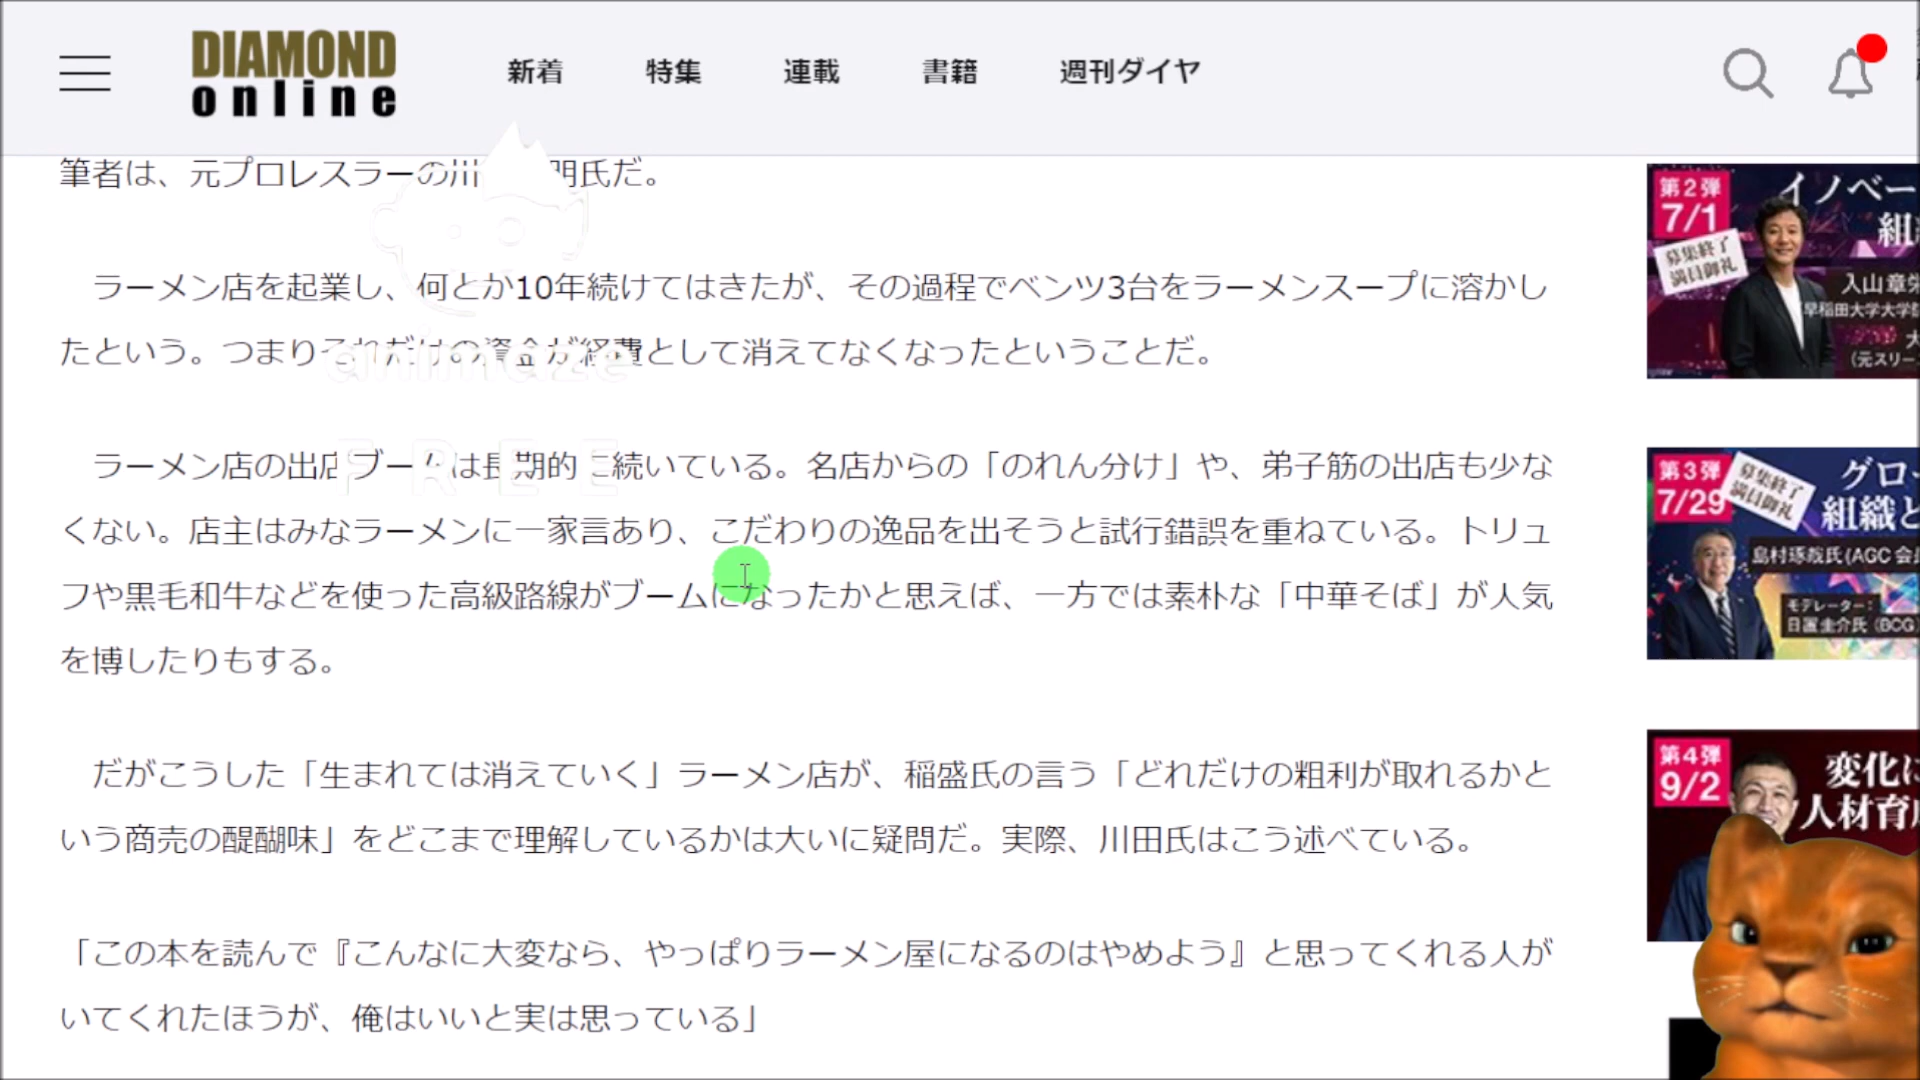 DIAMOND
online
新着 特集 連載 書籍 週刊ダイヤ
筆者は、元プロレスラーの川 明氏だ。
ラーメン店を起業し、何とか10年続けてはきたが、その過程でベンツ3台をラーメンスープに溶かし
たという。つまりそれだけの資金が経費として消えてなくなったということだ。
animaze
FREE
ラーメン店の出店ブームは長期的に続いている。名店からの「のれん分け」や、弟子筋の出店も少な
くない。店主はみなラーメンに一家言あり、こだわりの逸品を出そうと試行錯誤を重ねている。トリュ
フや黒毛和牛などを使った高級路線がブームになったかと思えば、一方では素朴な「中華そば」が人気
を博したりもする。
だがこうした「生まれては消えていく」ラーメン店が、稲盛氏の言う「どれだけの粗利が取れるかと
いう商売の醍醐味」をどこまで理解しているかは大いに疑問だ。実際、川田氏はこう述べている。
「この本を読んで『こんなに大変なら、やっぱりラーメン屋になるのはやめよう』と思ってくれる人が
いてくれたほうが、俺はいいと実は思っている」
第2弾
7/1
募集終了
満員御礼
イノベー
組
入山章栄
早稲田大学大学院
(元スリー
第3弾
7/29
募集終了
満員御礼
グロー
組織と
島村琢哉氏(AGC 会長
モデレーター:
日置圭介氏(BCG
第4弾
9/2
変化に
人材育